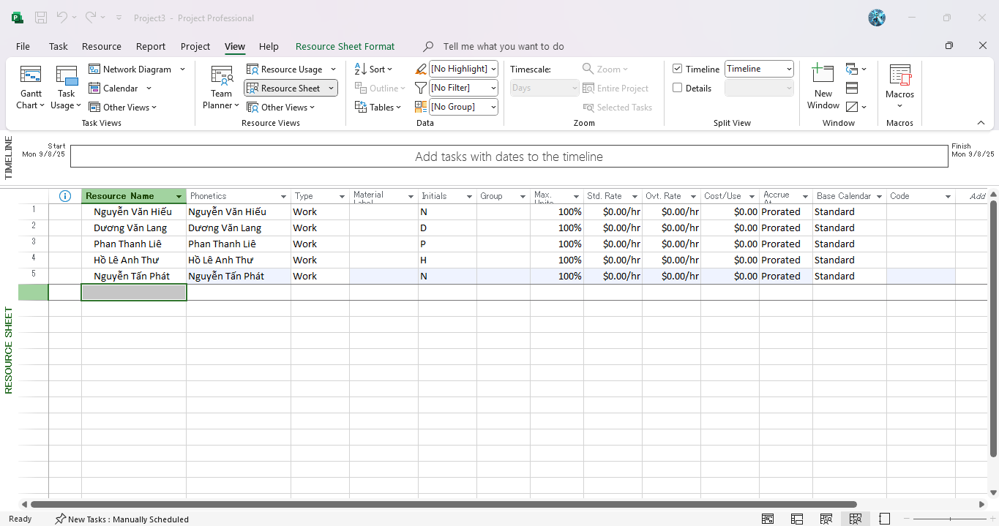 Project3 - Project Professional
File Task Resource Report Project View Help Resource Sheet Format Tell me what you want to do
Gantt Chart
Task Usage
Network Diagram
Calendar
Other Views
Task Views
Team Planner
Resource Usage
Resource Sheet
Other Views
Resource Views
Sort
Outline
Tables
[No Highlight]
[No Filter]
[No Group]
Data
Timescale:
Days
Zoom
Entire Project
Selected Tasks
Zoom
Timeline Timeline
Details
Split View
New Window
Window
Macros
Macros
TIMELINE
Start
Mon 9/8/25
Add tasks with dates to the timeline
Finish
Mon 9/8/25
RESOURCE SHEET
Resource Name Phonetics Type Material Label Initials Group Max. Units Std. Rate Ovt. Rate Cost/Use Accrue At Base Calendar Code Add
1 Nguyễn Văn Hiếu Nguyễn Văn Hiếu Work N 100% $0.00/hr $0.00/hr $0.00 Prorated Standard
2 Dương Văn Lang Dương Văn Lang Work D 100% $0.00/hr $0.00/hr $0.00 Prorated Standard
3 Phan Thanh Liê Phan Thanh Liê Work P 100% $0.00/hr $0.00/hr $0.00 Prorated Standard
4 Hồ Lê Anh Thư Hồ Lê Anh Thư Work H 100% $0.00/hr $0.00/hr $0.00 Prorated Standard
5 Nguyễn Tấn Phát Nguyễn Tấn Phát Work N 100% $0.00/hr $0.00/hr $0.00 Prorated Standard
Ready New Tasks : Manually Scheduled